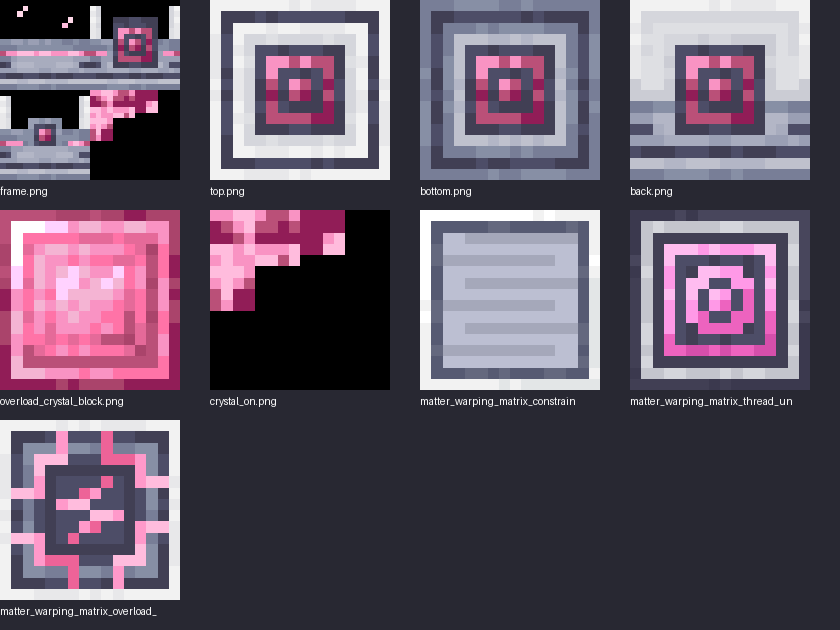 frame.png
top.png
bottom.png
back.png
overload_crystal_block.png
crystal_on.png
matter_warping_matrix_constrain
matter_warping_matrix_thread_un
matter_warping_matrix_overload_